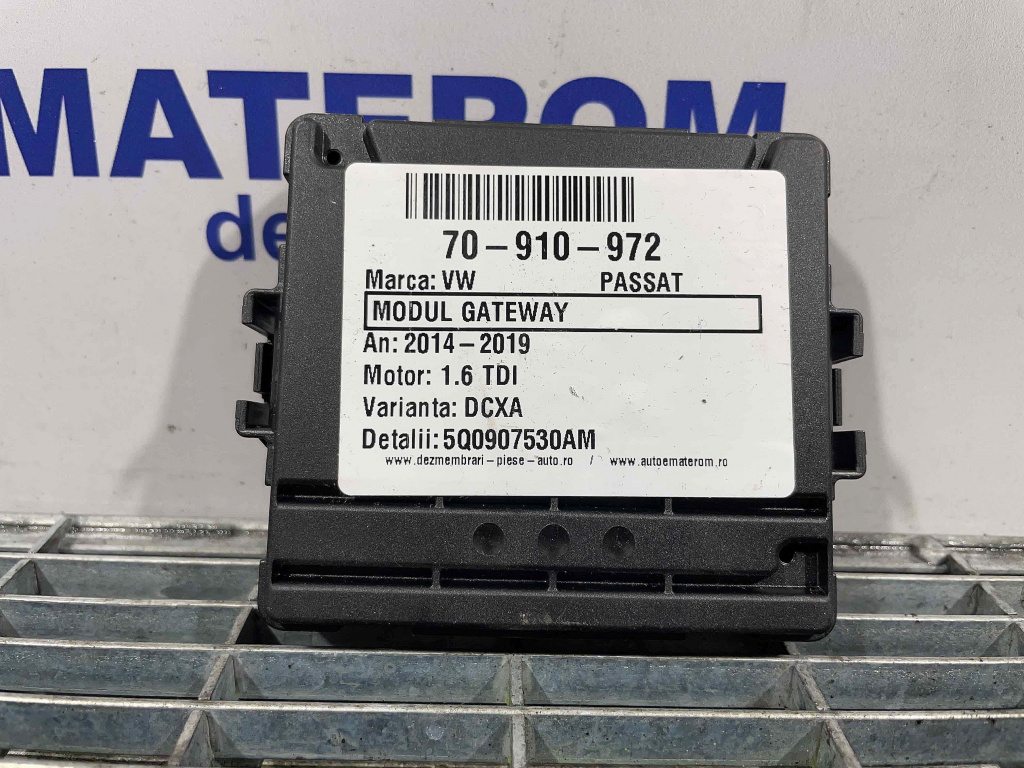 MATEROM
de
70-910-972
Marca: VW PASSAT
MODUL GATEWAY
An: 2014-2019
Motor: 1.6 TDI
Varianta: DCXA
Detalii: 5Q0907530AM
www.dezmembrari-piese-auto.ro / www.autoematerom.ro